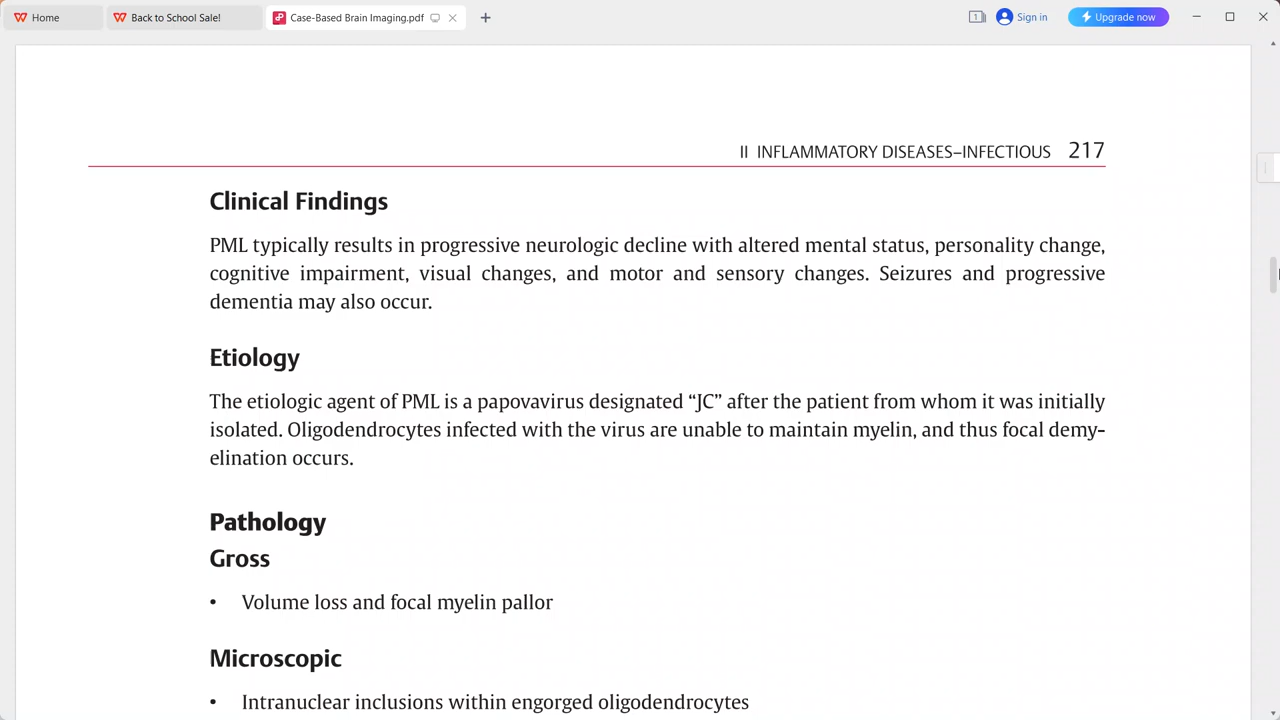 Home
Back to School Sale!
Case-Based Brain Imaging.pdf
1
Sign in
Upgrade now
II INFLAMMATORY DISEASES–INFECTIOUS 217
Clinical Findings
PML typically results in progressive neurologic decline with altered mental status, personality change,
cognitive impairment, visual changes, and motor and sensory changes. Seizures and progressive
dementia may also occur.
Etiology
The etiologic agent of PML is a papovavirus designated “JC” after the patient from whom it was initially
isolated. Oligodendrocytes infected with the virus are unable to maintain myelin, and thus focal demy-
elination occurs.
Pathology
Gross
• Volume loss and focal myelin pallor
Microscopic
• Intranuclear inclusions within engorged oligodendrocytes